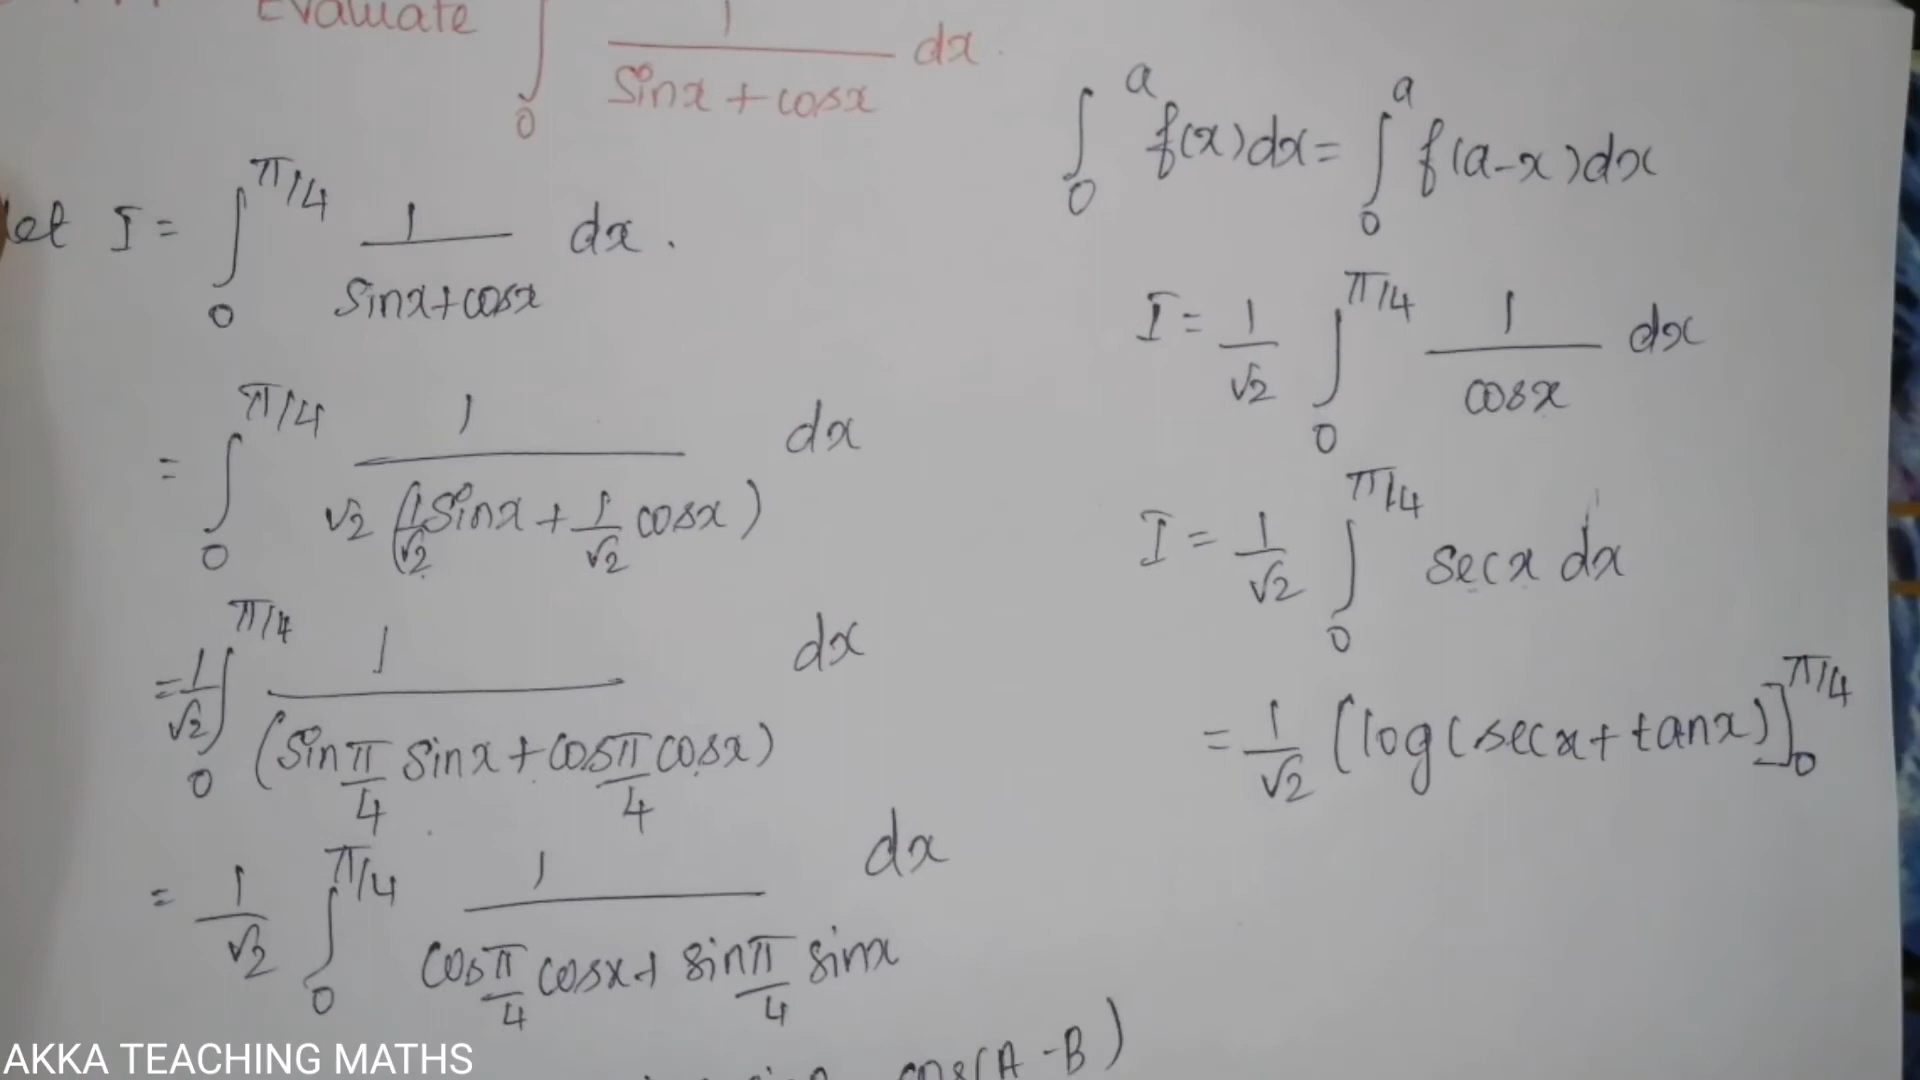 Evaluate ∫₀ 1/(sinx + cosx) dx.
let I = ∫₀^π/4 1/(sinx+cosx) dx.
= ∫₀^π/4 1/(√2 (1/√2 sinx + 1/√2 cosx)) dx
= 1/√2 ∫₀^π/4 1/(sin π/4 sinx + cos π/4 cosx) dx
= 1/√2 ∫₀^π/4 1/(cos π/4 cosx + sin π/4 sinx) dx
cos(A-B)
∫₀^a f(x)dx = ∫₀^a f(a-x)dx
I = 1/√2 ∫₀^π/4 1/cosx dx
I = 1/√2 ∫₀^π/4 secx dx
= 1/√2 (log(secx + tanx)]₀^π/4
AKKA TEACHING MATHS